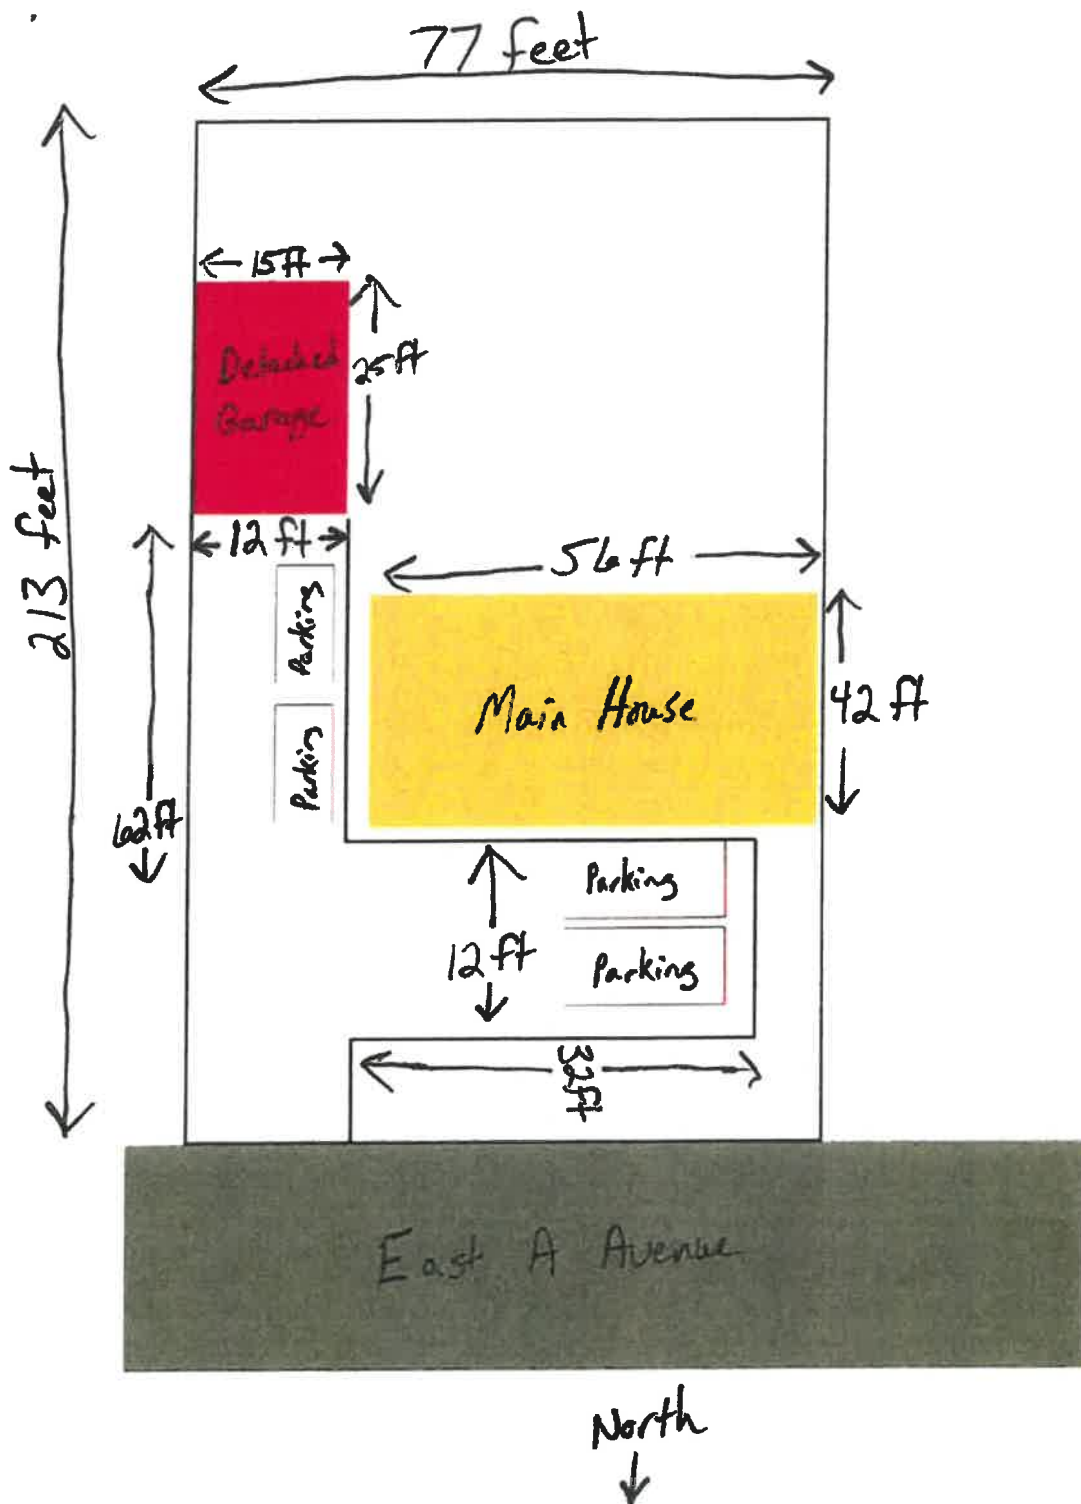 77 feet
15ft
Detached
Garage
25ft
213 feet
12 ft
56 ft
Parking
Parking
Main House
42 ft
62ft
Parking
12 ft
Parking
32ft
East A Avenue
North